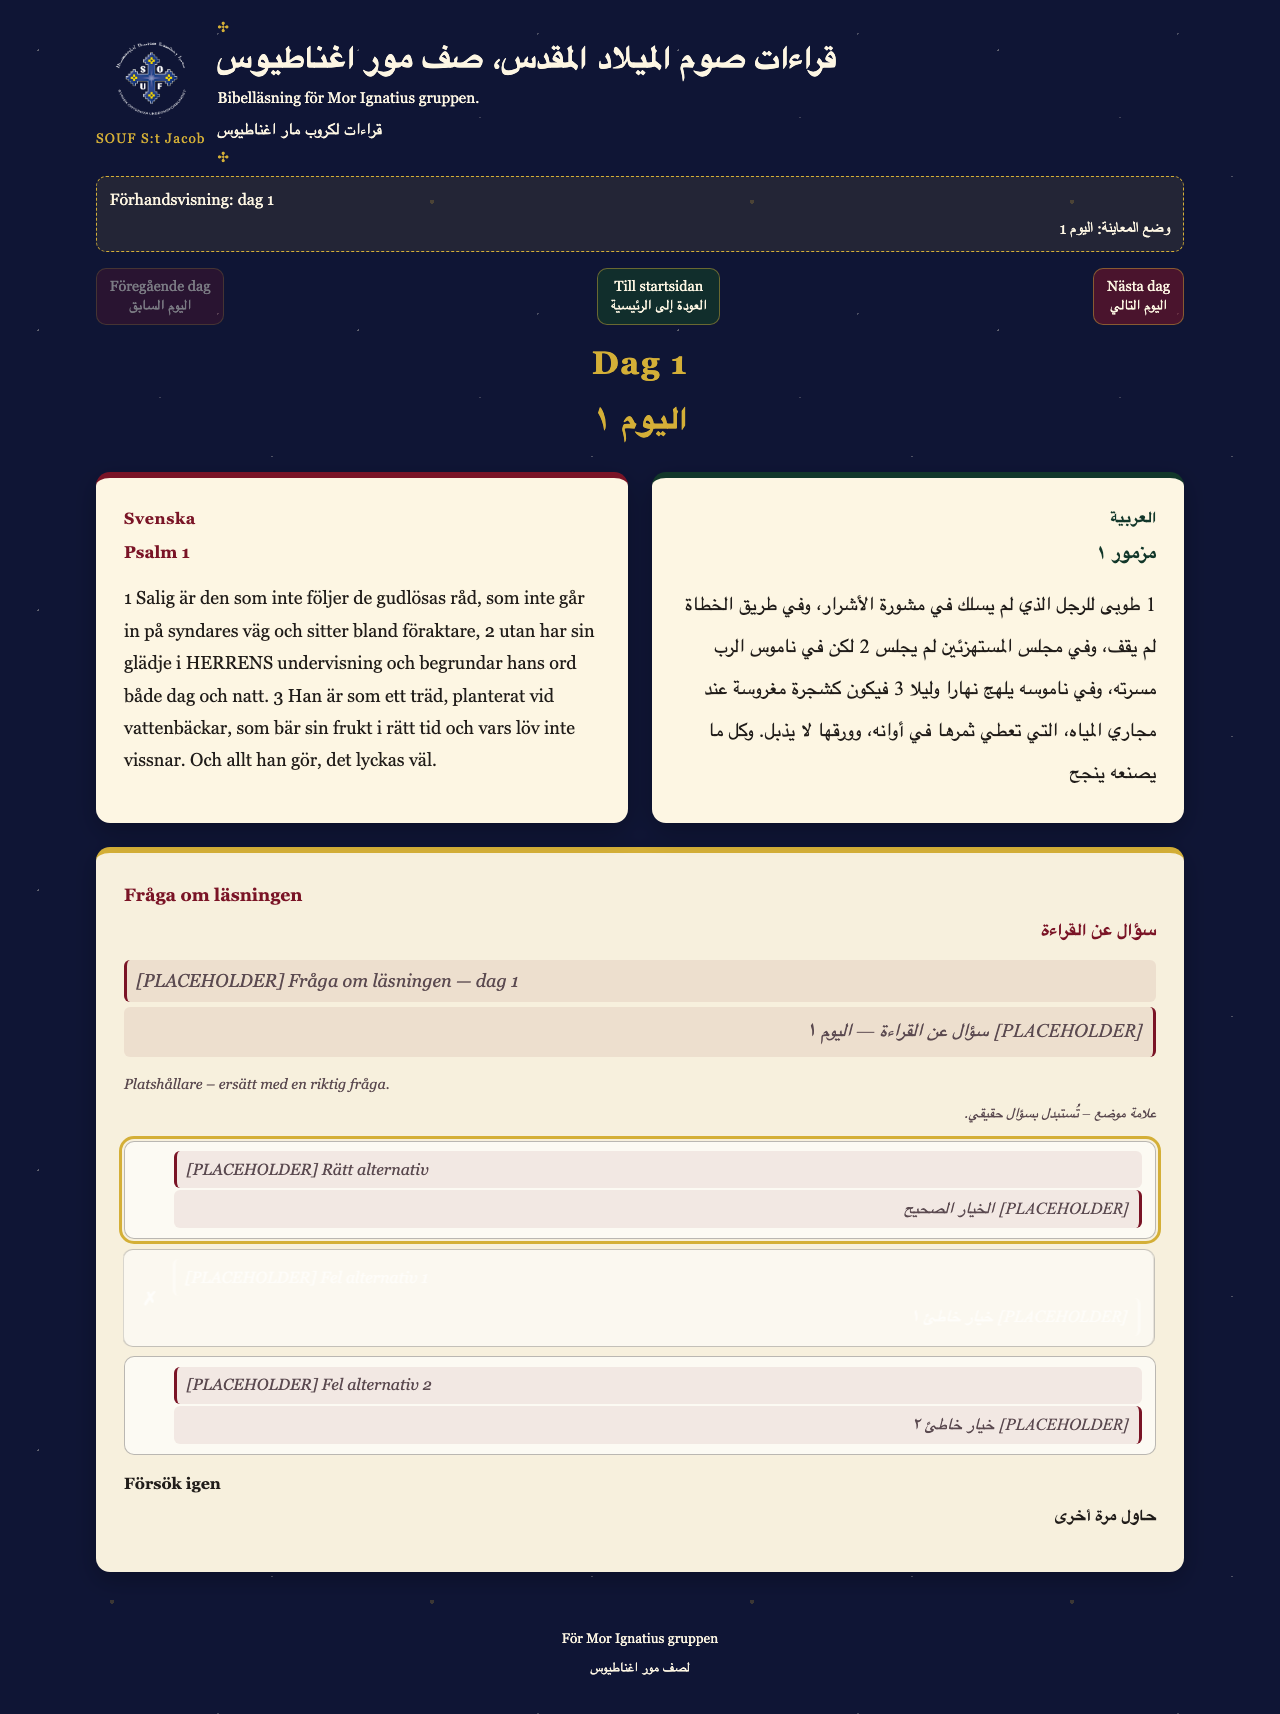 ✣
قراءات صوم الميلاد المقدس، صف مور اغناطيوس
Bibelläsning för Mor Ignatius gruppen.
قراءات لكروب مار اغناطيوس
✣
S O
U F
SOUF S:t Jacob
Förhandsvisning: dag 1
وضع المعاينة: اليوم 1
Föregående dag
اليوم السابق
Till startsidan
العودة إلى الرئيسية
Nästa dag
اليوم التالي
Dag 1
اليوم ١
Svenska
Psalm 1
1 Salig är den som inte följer de gudlösas råd, som inte går
in på syndares väg och sitter bland föraktare, 2 utan har sin
glädje i HERRENS undervisning och begrundar hans ord
både dag och natt. 3 Han är som ett träd, planterat vid
vattenbäckar, som bär sin frukt i rätt tid och vars löv inte
vissnar. Och allt han gör, det lyckas väl.
العربية
مزمور ١
1 طوبى للرجل الذي لم يسلك في مشورة الأشرار، وفي طريق الخطاة
لم يقف، وفي مجلس المستهزئين لم يجلس 2 لكن في ناموس الرب
مسرته، وفي ناموسه يلهج نهارا وليلا 3 فيكون كشجرة مغروسة عند
مجاري المياه، التي تعطي ثمرها في أوانه، وورقها لا يذبل. وكل ما
يصنعه ينجح
Fråga om läsningen
سؤال عن القراءة
[PLACEHOLDER] Fråga om läsningen — dag 1
[PLACEHOLDER] سؤال عن القراءة — اليوم ١
Platshållare – ersätt med en riktig fråga.
علامة موضع – تُستبدل بسؤال حقيقي.
[PLACEHOLDER] Rätt alternativ
[PLACEHOLDER] الخيار الصحيح
[PLACEHOLDER] Fel alternativ 1
[PLACEHOLDER] خيار خاطئ ١
[PLACEHOLDER] Fel alternativ 2
[PLACEHOLDER] خيار خاطئ ٢
Försök igen
حاول مرة أخرى
För Mor Ignatius gruppen
لصف مور اغناطيوس